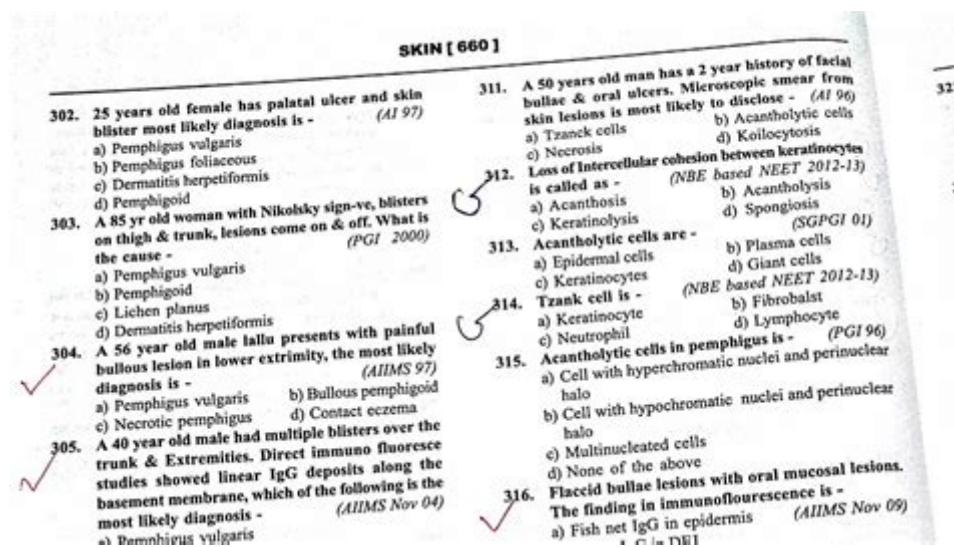 SKIN [ 660 ]
302. 25 years old female has palatal ulcer and skin
blister most likely diagnosis is - (AI 97)
a) Pemphigus vulgaris
b) Pemphigus foliaceous
c) Dermatitis herpetiformis
d) Pemphigoid
303. A 85 yr old woman with Nikolsky sign-ve, blisters
on thigh & trunk, lesions come on & off. What is
the cause - (PGI 2000)
a) Pemphigus vulgaris
b) Pemphigoid
c) Lichen planus
d) Dermatitis herpetiformis
304. A 56 year old male lallu presents with painful
bullous lesion in lower extrimity, the most likely
diagnosis is - (AIIMS 97)
a) Pemphigus vulgaris b) Bullous pemphigoid
c) Necrotic pemphigus d) Contact eczema
305. A 40 year old male had multiple blisters over the
trunk & Extremities. Direct immuno fluoresce
studies showed linear IgG deposits along the
basement membrane, which of the following is the
most likely diagnosis - (AIIMS Nov 04)
a) Pemphigus vulgaris
311. A 50 years old man has a 2 year history of facial
bullae & oral ulcers. Microscopic smear from
skin lesions is most likely to disclose - (AI 96)
a) Tzanck cells b) Acantholytic cells
c) Necrosis d) Koilocytosis
312. Loss of Intercellular cohesion between keratinocytes
is called as - (NBE based NEET 2012-13)
a) Acanthosis b) Acantholysis
c) Keratinolysis d) Spongiosis
313. Acantholytic cells are - (SGPGI 01)
a) Epidermal cells b) Plasma cells
c) Keratinocytes d) Giant cells
314. Tzank cell is - (NBE based NEET 2012-13)
a) Keratinocyte b) Fibrobalst
c) Neutrophil d) Lymphocyte
315. Acantholytic cells in pemphigus is - (PGI 96)
a) Cell with hyperchromatic nuclei and perinuclear
halo
b) Cell with hypochromatic nuclei and perinuclear
halo
c) Multinucleated cells
d) None of the above
316. Flaccid bullae lesions with oral mucosal lesions.
The finding in immunoflourescence is -
a) Fish net IgG in epidermis (AIIMS Nov 09)
32